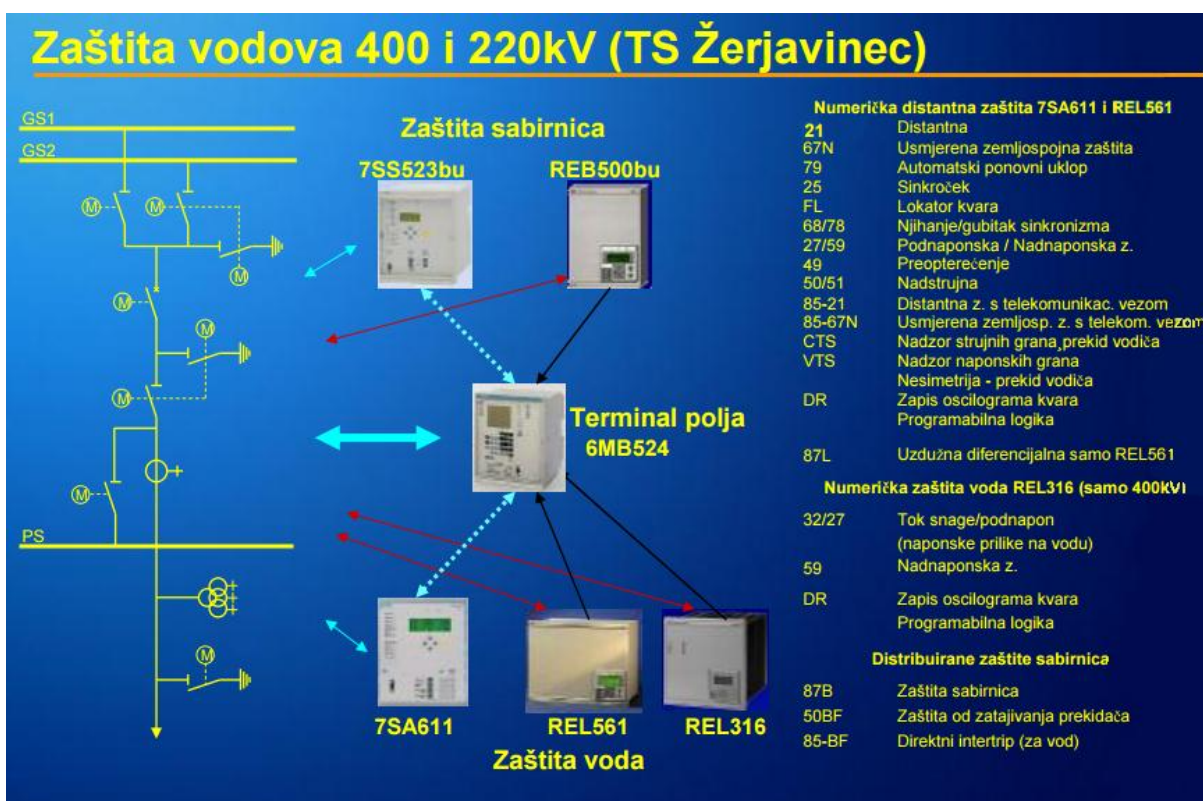 Zaštita vodova 400 i 220kV (TS Žerjavinec)
GS1
GS2
M
M
M
M
M
M
M
PS
M
Zaštita sabirnica
7SS523bu
REB500bu
Terminal polja
6MB524
7SA611
REL561
REL316
Zaštita voda
Numerička distantna zaštita 7SA611 i REL561
21 Distantna
67N Usmjerena zemljospojna zaštita
79 Automatski ponovni uklop
25 Sinkroček
FL Lokator kvara
68/78 Njihanje/gubitak sinkronizma
27/59 Podnaponska / Nadnaponska z.
49 Preopterećenje
50/51 Nadstrujna
85-21 Distantna z. s telekomunikac. vezom
85-67N Usmjerena zemljosp. z. s telekom. vezom
CTS Nadzor strujnih grana,prekid vodiča
VTS Nadzor naponskih grana
Nesimetrija - prekid vodiča
DR Zapis oscilograma kvara
Programabilna logika
87L Uzdužna diferencijalna samo REL561
Numerička zaštita voda REL316 (samo 400kV)
32/27 Tok snage/podnapon
(naponske prilike na vodu)
59 Nadnaponska z.
DR Zapis oscilograma kvara
Programabilna logika
Distribuirane zaštite sabirnica
87B Zaštita sabirnica
50BF Zaštita od zatajivanja prekidača
85-BF Direktni intertrip (za vod)